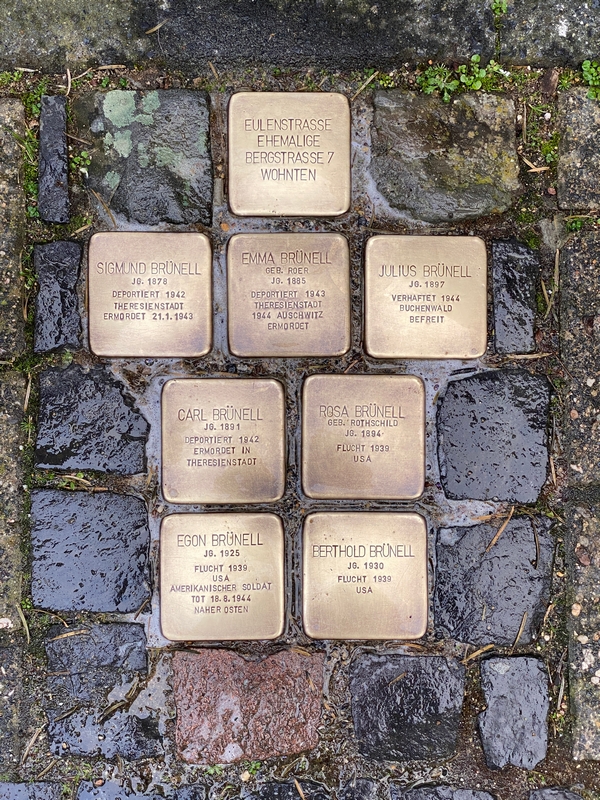 EULENSTRASSE
EHEMALIGE
BERGSTRASSE 7
WOHNTEN
SIGMUND BRÜNELL
JG. 1878
DEPORTIERT 1942
THERESIENSTADT
ERMORDET 21.1.1943
EMMA BRÜNELL
GEB. ROER
JG. 1885
DEPORTIERT 1943
THERESIENSTADT
1944 AUSCHWITZ
ERMORDET
JULIUS BRÜNELL
JG. 1897
VERHAFTET 1944
BUCHENWALD
BEFREIT
CARL BRÜNELL
JG. 1891
DEPORTIERT 1942
ERMORDET IN
THERESIENSTADT
ROSA BRÜNELL
GEB. ROTHSCHILD
JG. 1894
FLUCHT 1939
USA
EGON BRÜNELL
JG. 1925
FLUCHT 1939
USA
AMERIKANISCHER SOLDAT
TOT 18.8.1944
NAHER OSTEN
BERTHOLD BRÜNELL
JG. 1930
FLUCHT 1939
USA